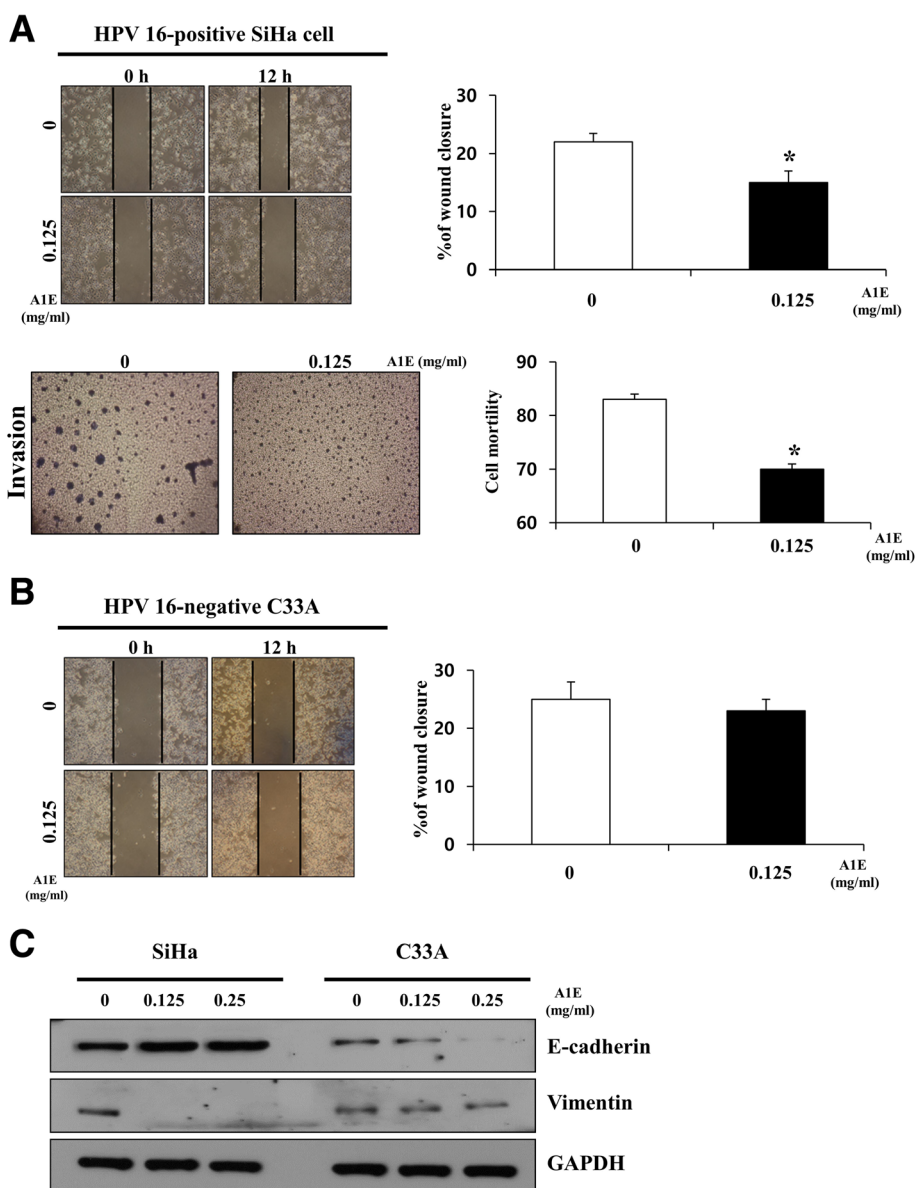 A
HPV 16-positive SiHa cell
0 h 12 h
0
0.125
A1E
(mg/ml)
30
20
10
0
%of wound closure
*
0 0.125 A1E
(mg/ml)
0 0.125 A1E (mg/ml)
Invasion
90
80
70
60
Cell mortility
*
0 0.125 A1E
(mg/ml)
B
HPV 16-negative C33A
0 h 12 h
0
0.125
A1E
(mg/ml)
30
20
10
0
%of wound closure
0 0.125 A1E
(mg/ml)
C
SiHa C33A
0 0.125 0.25 0 0.125 0.25 A1E
(mg/ml)
E-cadherin
Vimentin
GAPDH